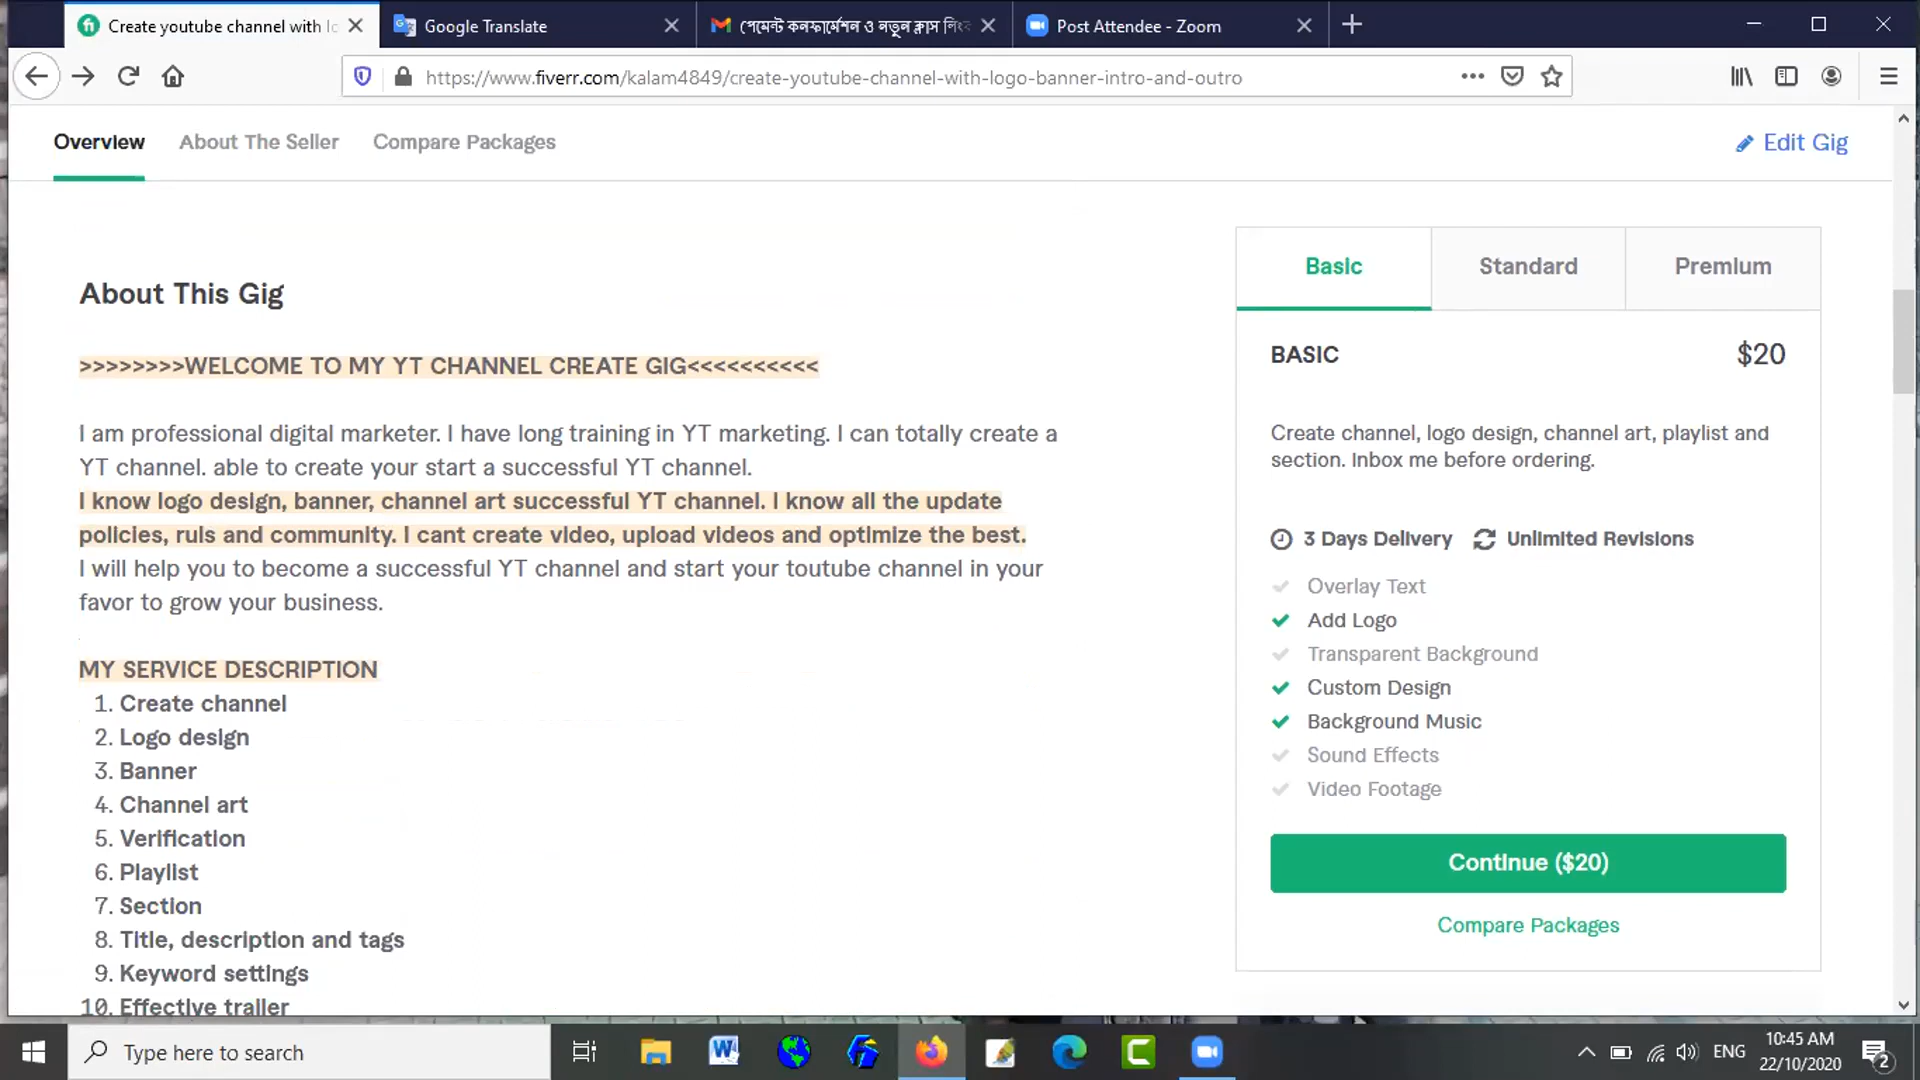 Create youtube channel with lo
Google Translate
পেমেন্ট কনফার্মেশন ও নতুন ক্লাস লিংক
Post Attendee - Zoom
https://www.fiverr.com/kalam4849/create-youtube-channel-with-logo-banner-intro-and-outro
Overview
About The Seller
Compare Packages
Edit Gig
About This Gig
>>>>>>>>WELCOME TO MY YT CHANNEL CREATE GIG<<<<<<<<<<
I am professional digital marketer. I have long training in YT marketing. I can totally create a
YT channel. able to create your start a successful YT channel.
I know logo design, banner, channel art successful YT channel. I know all the update
policies, ruls and community. I cant create video, upload videos and optimize the best.
I will help you to become a successful YT channel and start your toutube channel in your
favor to grow your business.
.
MY SERVICE DESCRIPTION
1. Create channel
2. Logo design
3. Banner
4. Channel art
5. Verification
6. Playlist
7. Section
8. Title, description and tags
9. Keyword settings
10. Effective trailer
Basic
Standard
Premium
BASIC
$20
Create channel, logo design, channel art, playlist and
section. Inbox me before ordering.
3 Days Delivery
Unlimited Revisions
Overlay Text
Add Logo
Transparent Background
Custom Design
Background Music
Sound Effects
Video Footage
Continue ($20)
Compare Packages
Type here to search
ENG
10:45 AM
22/10/2020
2